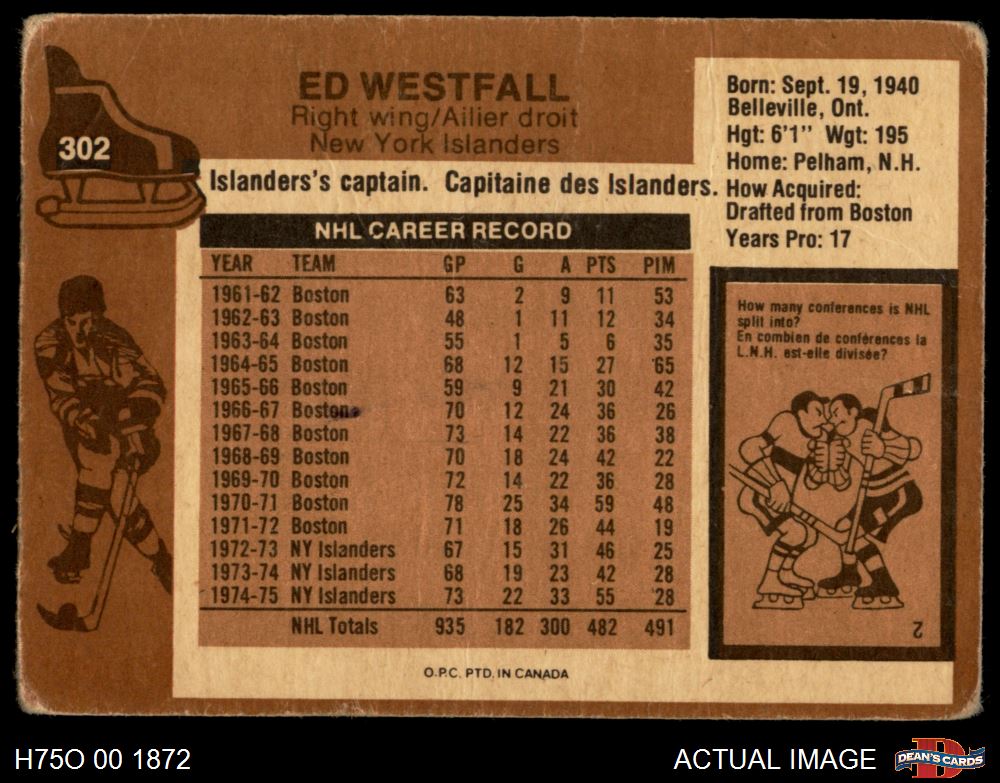 ED WESTFALL
Right wing/Ailier droit
New York Islanders
302
Islanders's captain. Capitaine des Islanders.
Born: Sept. 19, 1940
Belleville, Ont.
Hgt: 6'1" Wgt: 195
Home: Pelham, N.H.
How Acquired:
Drafted from Boston
Years Pro: 17
NHL CAREER RECORD
YEAR TEAM GP G A PTS PIM
1961-62 Boston 63 2 9 11 53
1962-63 Boston 48 1 11 12 34
1963-64 Boston 55 1 5 6 35
1964-65 Boston 68 12 15 27 65
1965-66 Boston 59 9 21 30 42
1966-67 Boston 70 12 24 36 26
1967-68 Boston 73 14 22 36 38
1968-69 Boston 70 18 24 42 22
1969-70 Boston 72 14 22 36 28
1970-71 Boston 78 25 34 59 48
1971-72 Boston 71 18 26 44 19
1972-73 NY Islanders 67 15 31 46 25
1973-74 NY Islanders 68 19 23 42 28
1974-75 NY Islanders 73 22 33 55 28
NHL Totals 935 182 300 482 491
How many conferences is NHL
split into?
En combien de conférences la
L.N.H. est-elle divisée?
2
O.P.C. PTD. IN CANADA
H75O 00 1872
ACTUAL IMAGE
D
DEAN'S CARDS